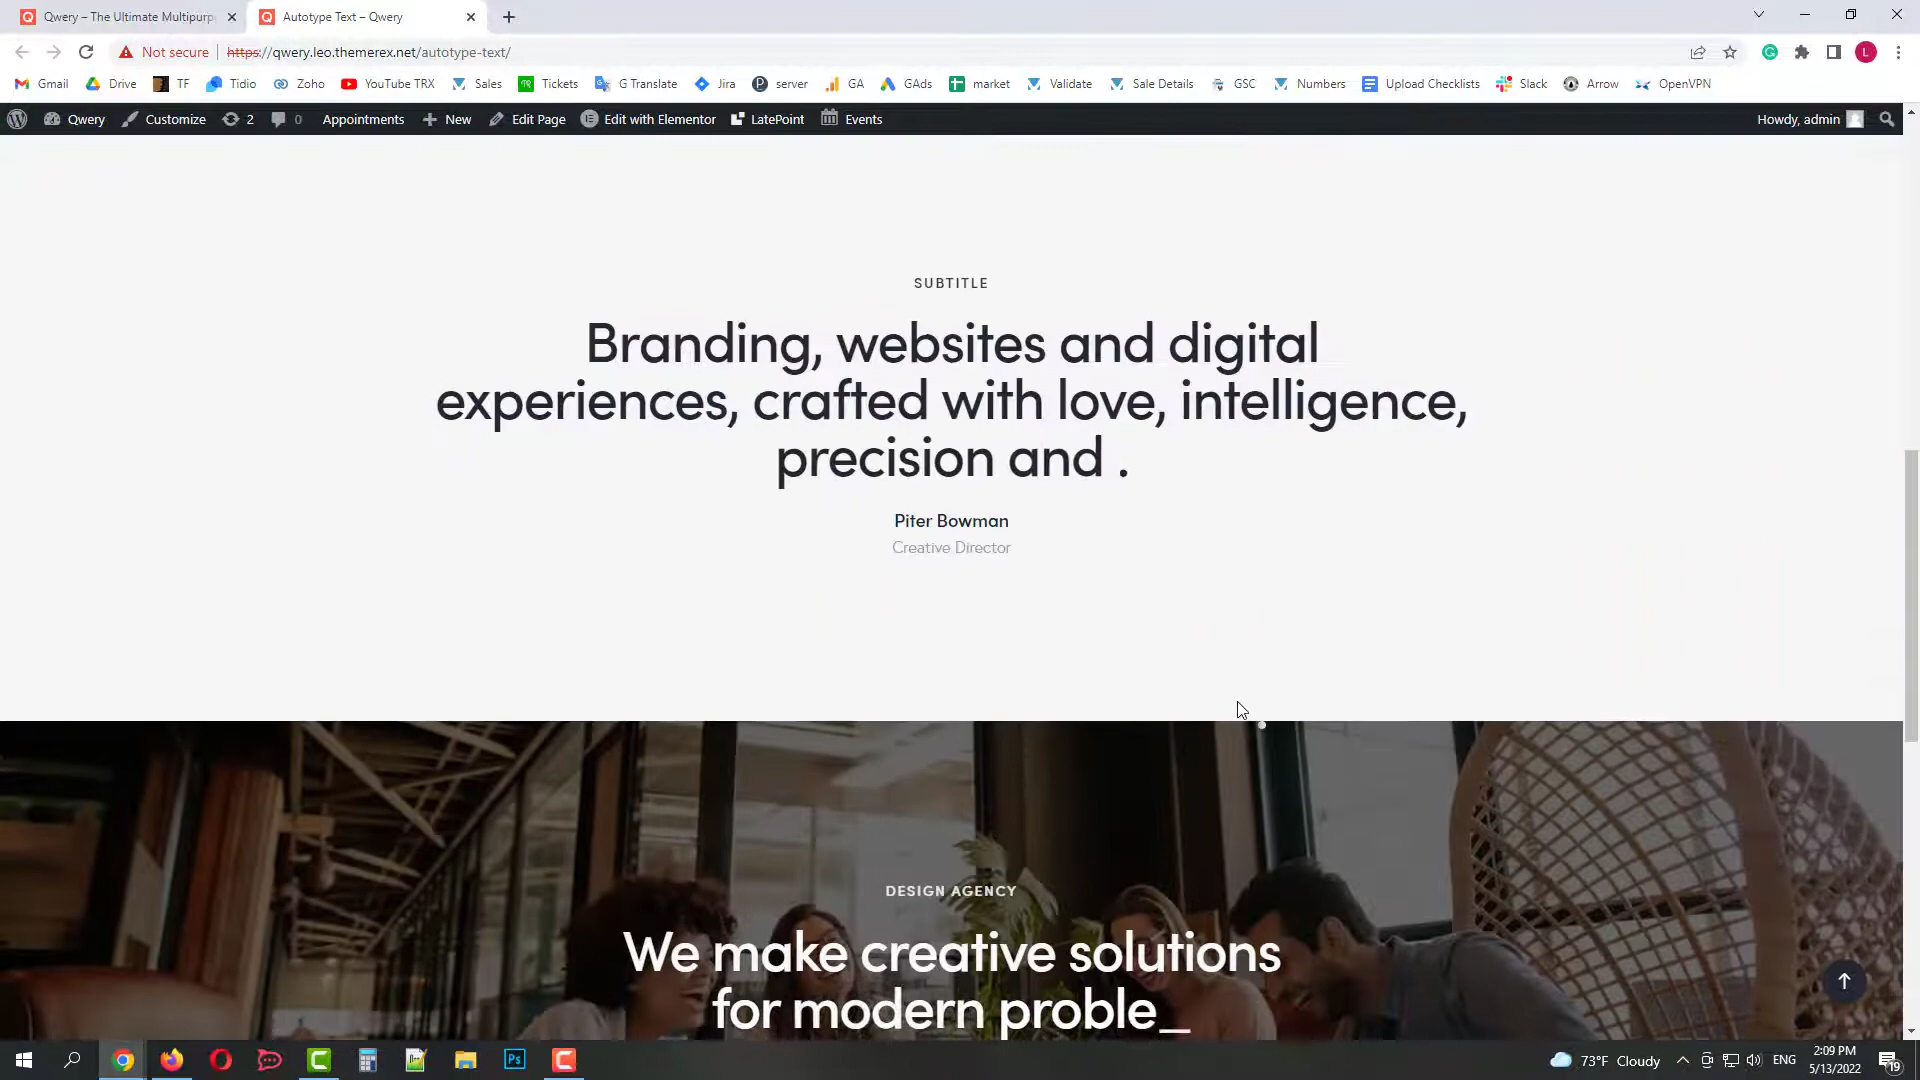 Qwery – The Ultimate Multipurp
Autotype Text – Qwery
Not secure
https://qwery.leo.themerex.net/autotype-text/
L
Gmail
Drive
TF
Tidio
Zoho
YouTube TRX
Sales
Tickets
G Translate
Jira
server
GA
GAds
market
Validate
Sale Details
GSC
Numbers
Upload Checklists
Slack
Arrow
OpenVPN
Qwery
Customize
2
0
Appointments
New
Edit Page
Edit with Elementor
LatePoint
Events
Howdy, admin
SUBTITLE
Branding, websites and digital
experiences, crafted with love, intelligence,
precision and .
Piter Bowman
Creative Director
DESIGN AGENCY
We make creative solutions
for modern proble_
Ps
73°F Cloudy
ENG
2:09 PM
5/13/2022
19